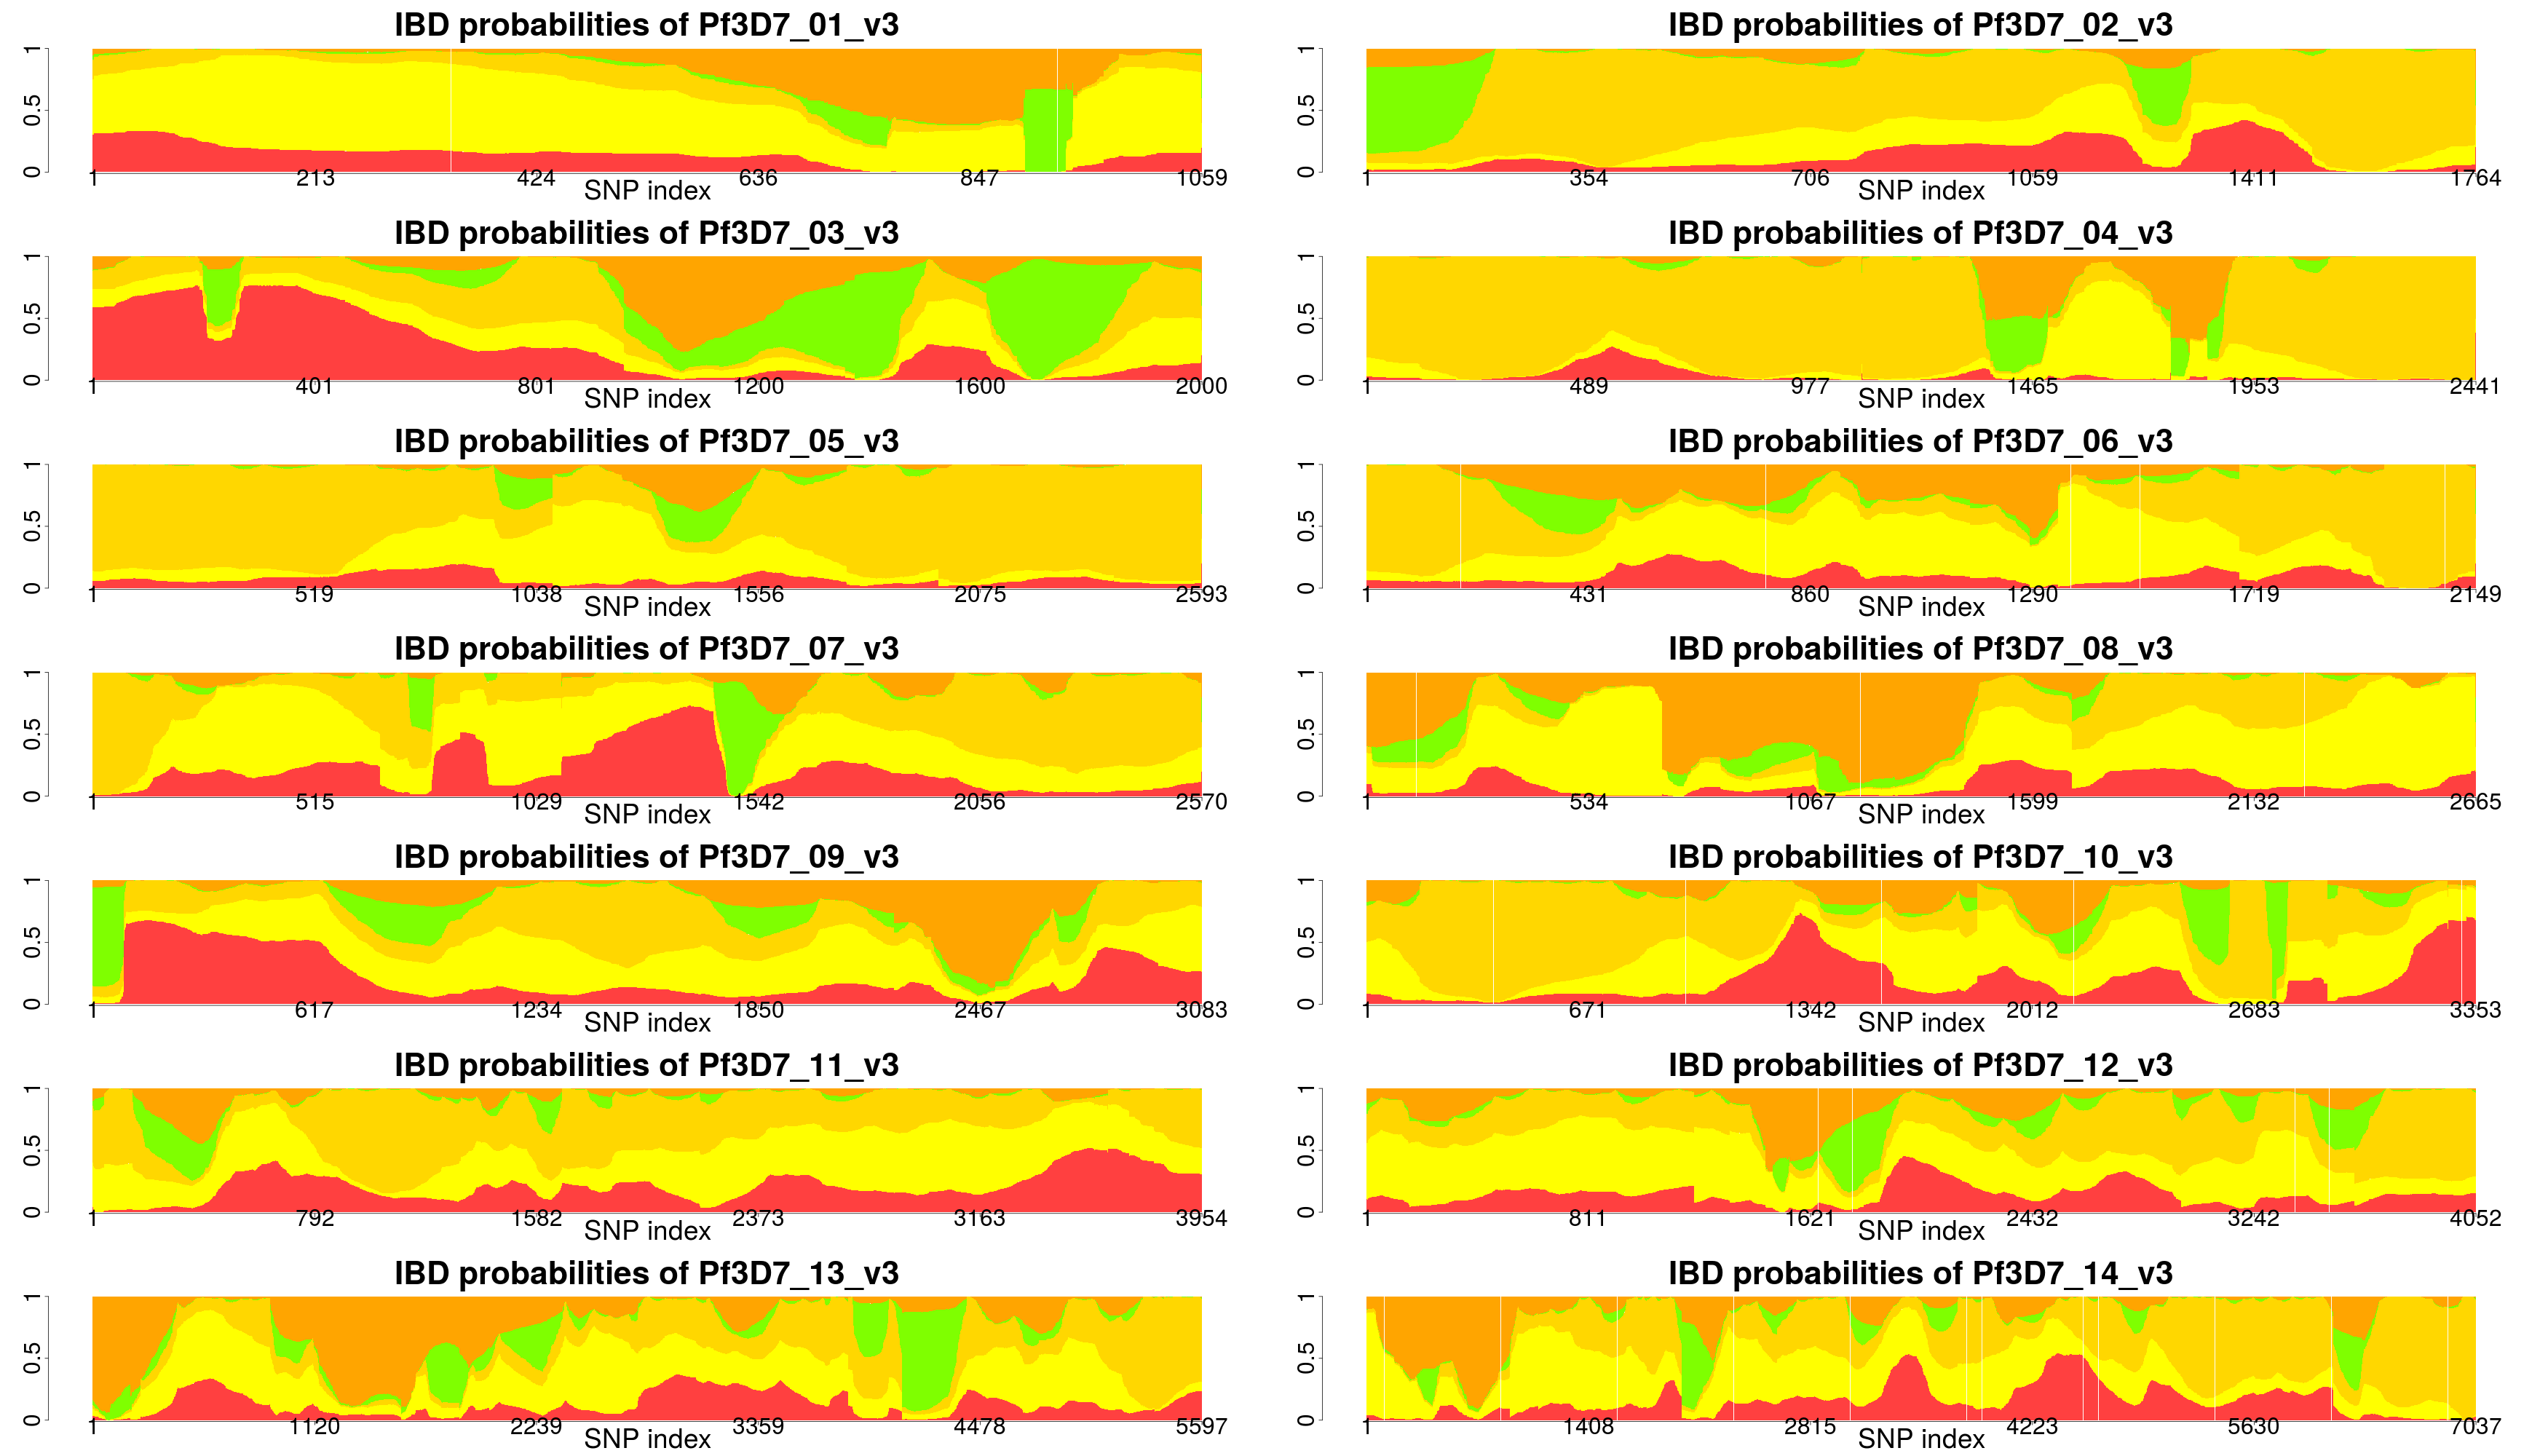 IBD probabilities of Pf3D7_01_v3
1
0.5
0
1 213 424 636 847 1059
SNP index
IBD probabilities of Pf3D7_02_v3
1
0.5
0
1 354 706 1059 1411 1764
SNP index
IBD probabilities of Pf3D7_03_v3
1
0.5
0
1 401 801 1200 1600 2000
SNP index
IBD probabilities of Pf3D7_04_v3
1
0.5
0
1 489 977 1465 1953 2441
SNP index
IBD probabilities of Pf3D7_05_v3
1
0.5
0
1 519 1038 1556 2075 2593
SNP index
IBD probabilities of Pf3D7_06_v3
1
0.5
0
1 431 860 1290 1719 2149
SNP index
IBD probabilities of Pf3D7_07_v3
1
0.5
0
1 515 1029 1542 2056 2570
SNP index
IBD probabilities of Pf3D7_08_v3
1
0.5
0
1 534 1067 1599 2132 2665
SNP index
IBD probabilities of Pf3D7_09_v3
1
0.5
0
1 617 1234 1850 2467 3083
SNP index
IBD probabilities of Pf3D7_10_v3
1
0.5
0
1 671 1342 2012 2683 3353
SNP index
IBD probabilities of Pf3D7_11_v3
1
0.5
0
1 792 1582 2373 3163 3954
SNP index
IBD probabilities of Pf3D7_12_v3
1
0.5
0
1 811 1621 2432 3242 4052
SNP index
IBD probabilities of Pf3D7_13_v3
1
0.5
0
1 1120 2239 3359 4478 5597
SNP index
IBD probabilities of Pf3D7_14_v3
1
0.5
0
1 1408 2815 4223 5630 7037
SNP index